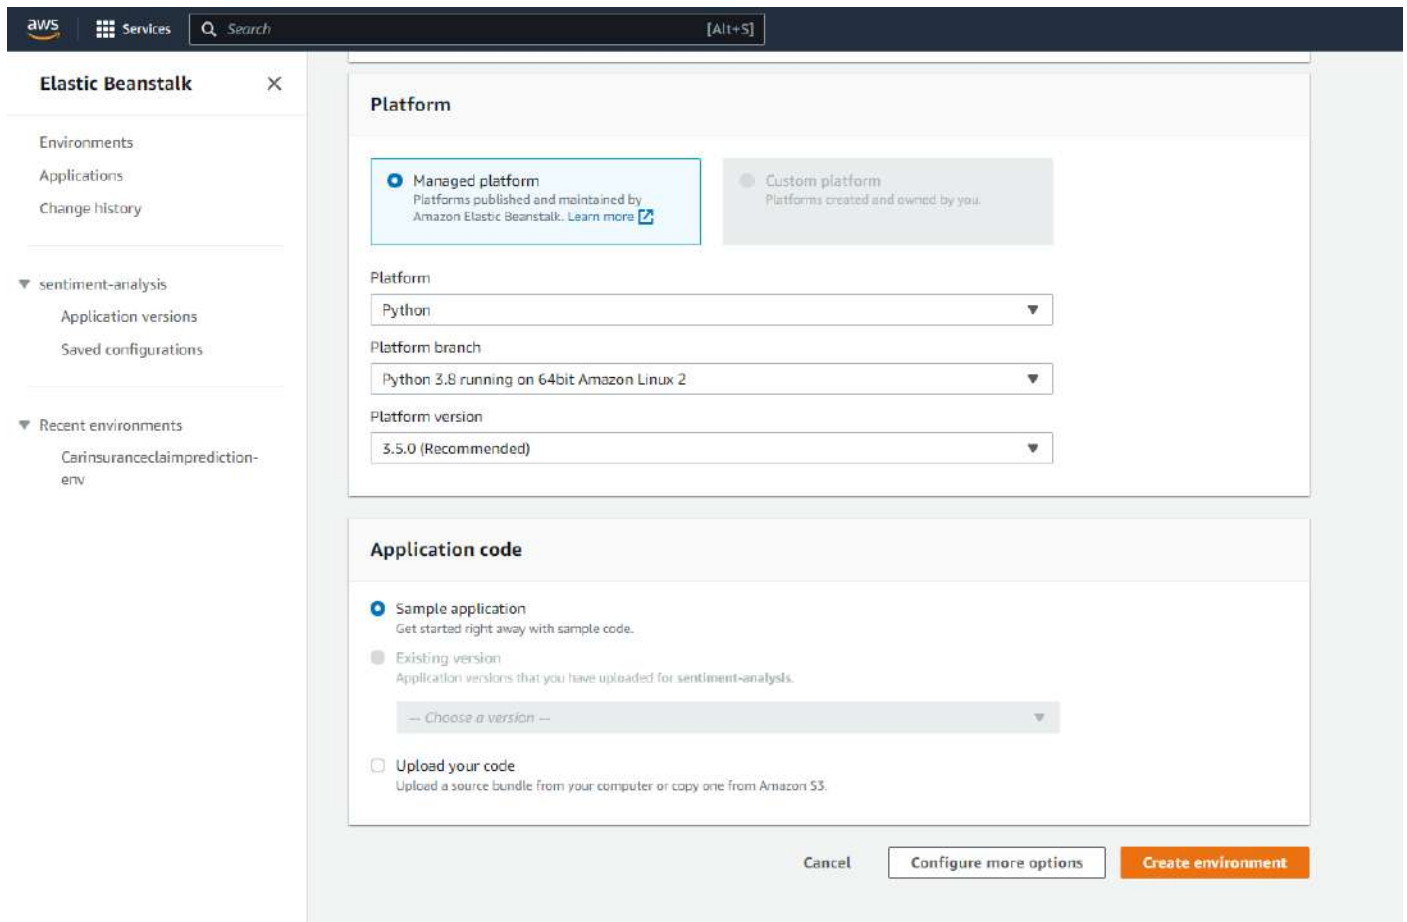 aws
Services
Search
[Alt+S]
Elastic Beanstalk
Environments
Applications
Change history
sentiment-analysis
Application versions
Saved configurations
Recent environments
Carinsuranceclaimprediction-
env
Platform
Managed platform
Platforms published and maintained by
Amazon Elastic Beanstalk. Learn more
Custom platform
Platforms created and owned by you.
Platform
Python
Platform branch
Python 3.8 running on 64bit Amazon Linux 2
Platform version
3.5.0 (Recommended)
Application code
Sample application
Get started right away with sample code.
Existing version
Application versions that you have uploaded for sentiment-analysis.
-- Choose a version --
Upload your code
Upload a source bundle from your computer or copy one from Amazon S3.
Cancel
Configure more options
Create environment